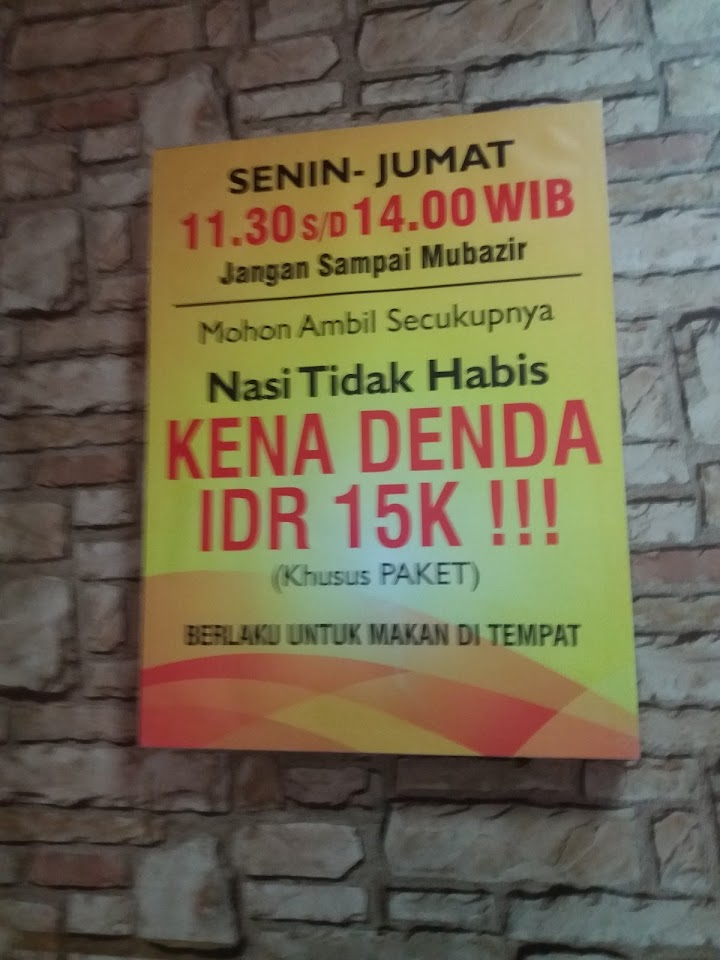 SENIN- JUMAT
11.30 S/D 14.00 WIB
Jangan Sampai Mubazir
Mohon Ambil Secukupnya
Nasi Tidak Habis
KENA DENDA
IDR 15K !!!
(Khusus PAKET)
BERLAKU UNTUK MAKAN DI TEMPAT